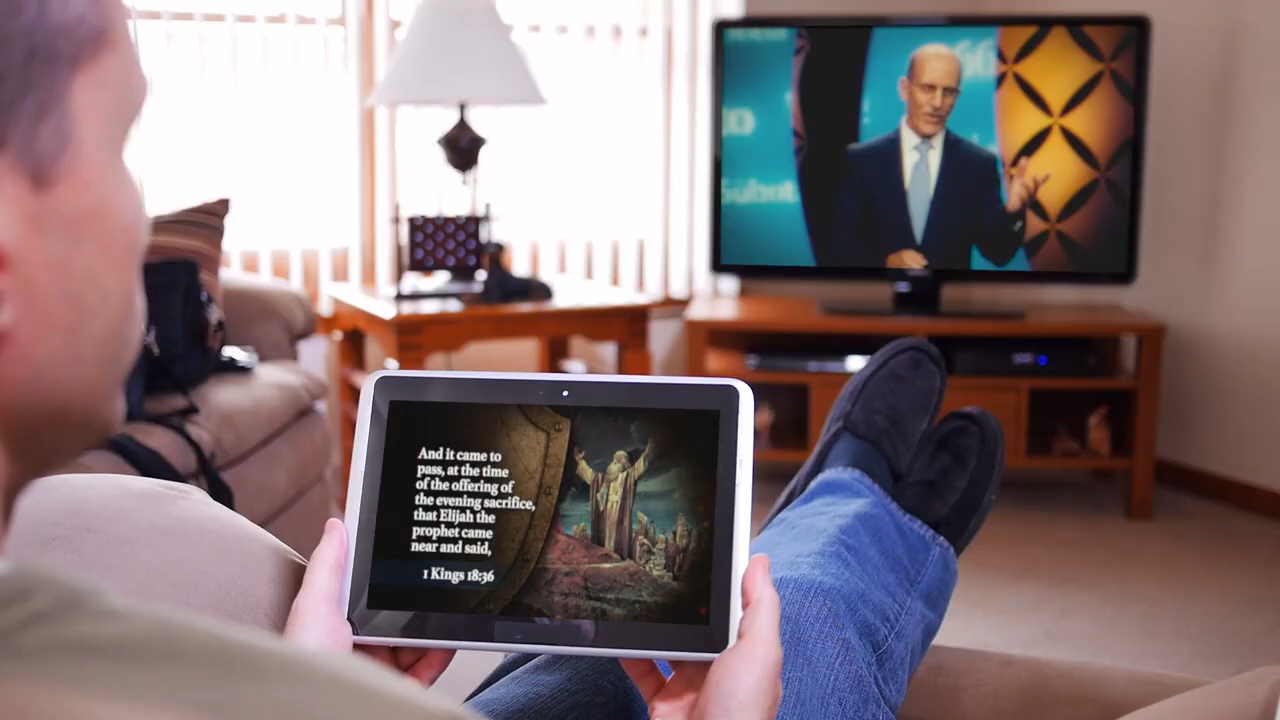 And it came to
pass, at the time
of the offering of
the evening sacrifice,
that Elijah the
prophet came
near and said,
1 Kings 18:36